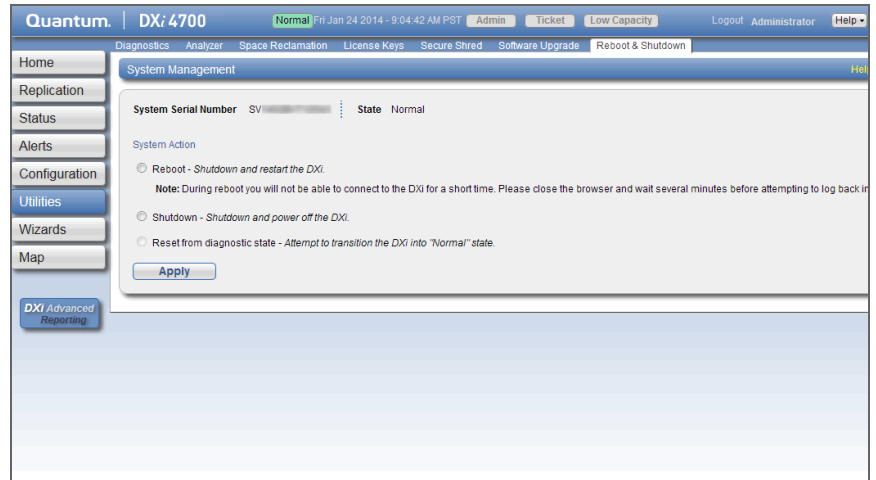 Quantum. DXi 4700 Normal Fri Jan 24 2014 - 9:04:42 AM PST Admin Ticket Low Capacity Logout Administrator Help
Diagnostics Analyzer Space Reclamation License Keys Secure Shred Software Upgrade Reboot & Shutdown
Home
Replication
Status
Alerts
Configuration
Utilities
Wizards
Map
DXi Advanced
Reporting
System Management Hel
System Serial Number SV State Normal
System Action
Reboot - Shutdown and restart the DXi.
Note: During reboot you will not be able to connect to the DXi for a short time. Please close the browser and wait several minutes before attempting to log back in
Shutdown - Shutdown and power off the DXi.
Reset from diagnostic state - Attempt to transition the DXi into "Normal" state.
Apply